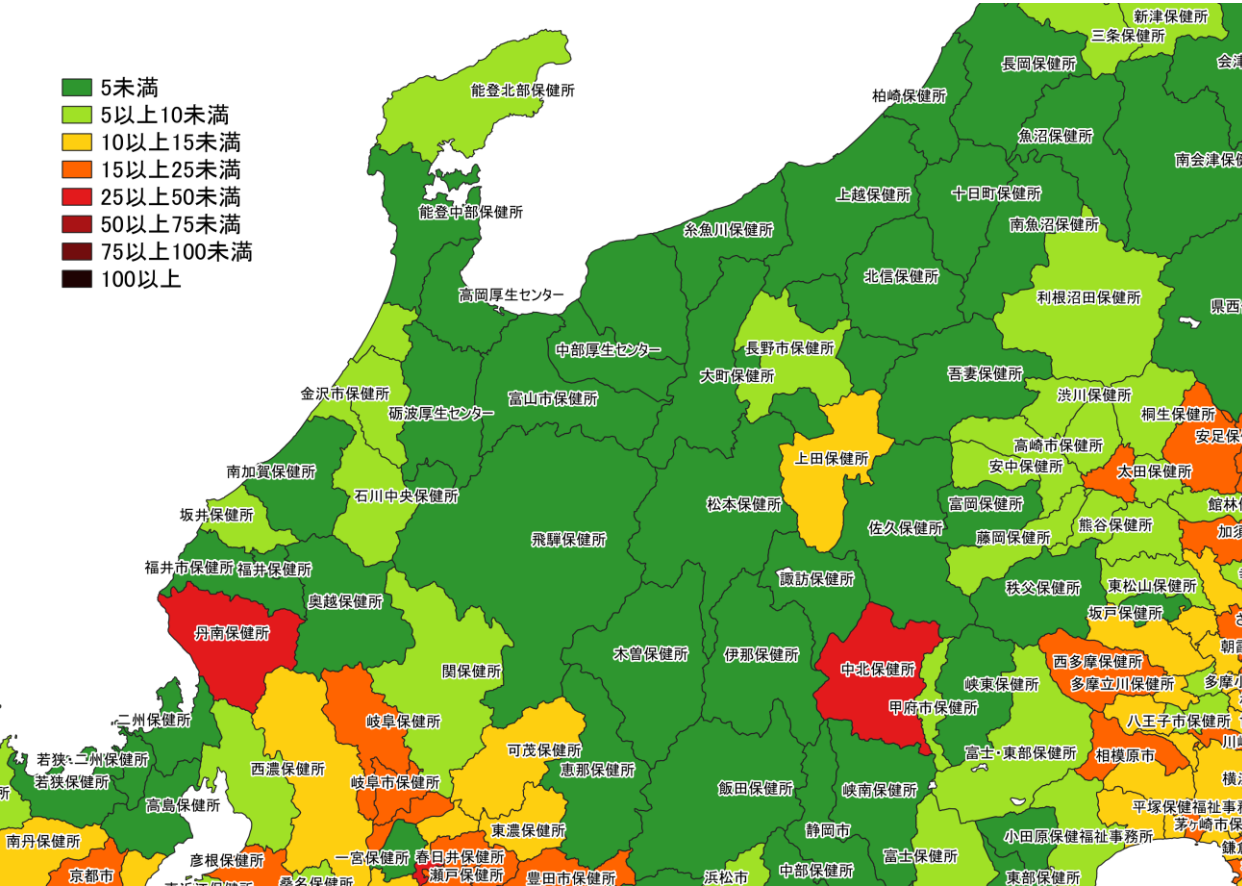 5未満
5以上10未満
10以上15未満
15以上25未満
25以上50未満
50以上75未満
75以上100未満
100以上
新津保健所
三条保健所
長岡保健所
能登北部保健所
柏崎保健所
魚沼保健所
上越保健所
十日町保健所
能登中部保健所
南魚沼保健所
糸魚川保健所
北信保健所
高岡厚生センター
利根沼田保健所
中部厚生センター
長野市保健所
大町保健所
吾妻保健所
金沢市保健所
富山市保健所
渋川保健所
砺波厚生センター
桐生保健所
高崎市保健所
上田保健所
安中保健所
太田保健所
南加賀保健所
石川中央保健所
松本保健所
富岡保健所
坂井保健所
佐久保健所
熊谷保健所
藤岡保健所
飛騨保健所
福井市保健所
福井保健所
諏訪保健所
秩父保健所
東松山保健所
奥越保健所
坂戸保健所
丹南保健所
木曽保健所
伊那保健所
西多摩保健所
関保健所
中北保健所
峡東保健所
多摩立川保健所
甲府市保健所
二州保健所
岐阜保健所
八王子市保健所
可茂保健所
富士・東部保健所
相模原市
若狭・二州保健所
若狭保健所
西濃保健所
岐阜市保健所
恵那保健所
飯田保健所
峡南保健所
高島保健所
平塚保健福祉事務
東濃保健所
静岡市
小田原保健福祉事務所
茅ヶ崎市保
南丹保健所
彦根保健所
一宮保健所
春日井保健所
富士保健所
瀬戸保健所
京都市
桑名保健所
豊田市保健所
浜松市
中部保健所
東部保健所